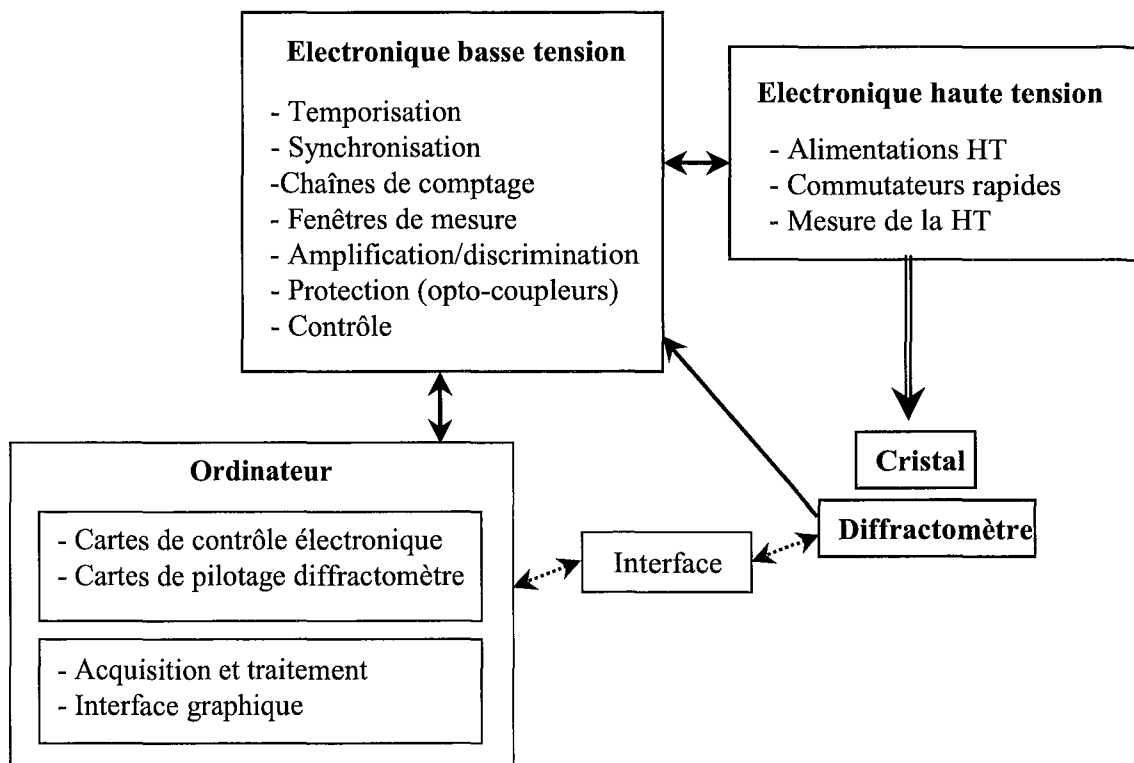 Electronique basse tension
- Temporisation
- Synchronisation
-Chaînes de comptage
- Fenêtres de mesure
- Amplification/discrimination
- Protection (opto-coupleurs)
- Contrôle
Electronique haute tension
- Alimentations HT
- Commutateurs rapides
- Mesure de la HT
Cristal
Diffractomètre
Interface
Ordinateur
- Cartes de contrôle électronique
- Cartes de pilotage diffractomètre
- Acquisition et traitement
- Interface graphique